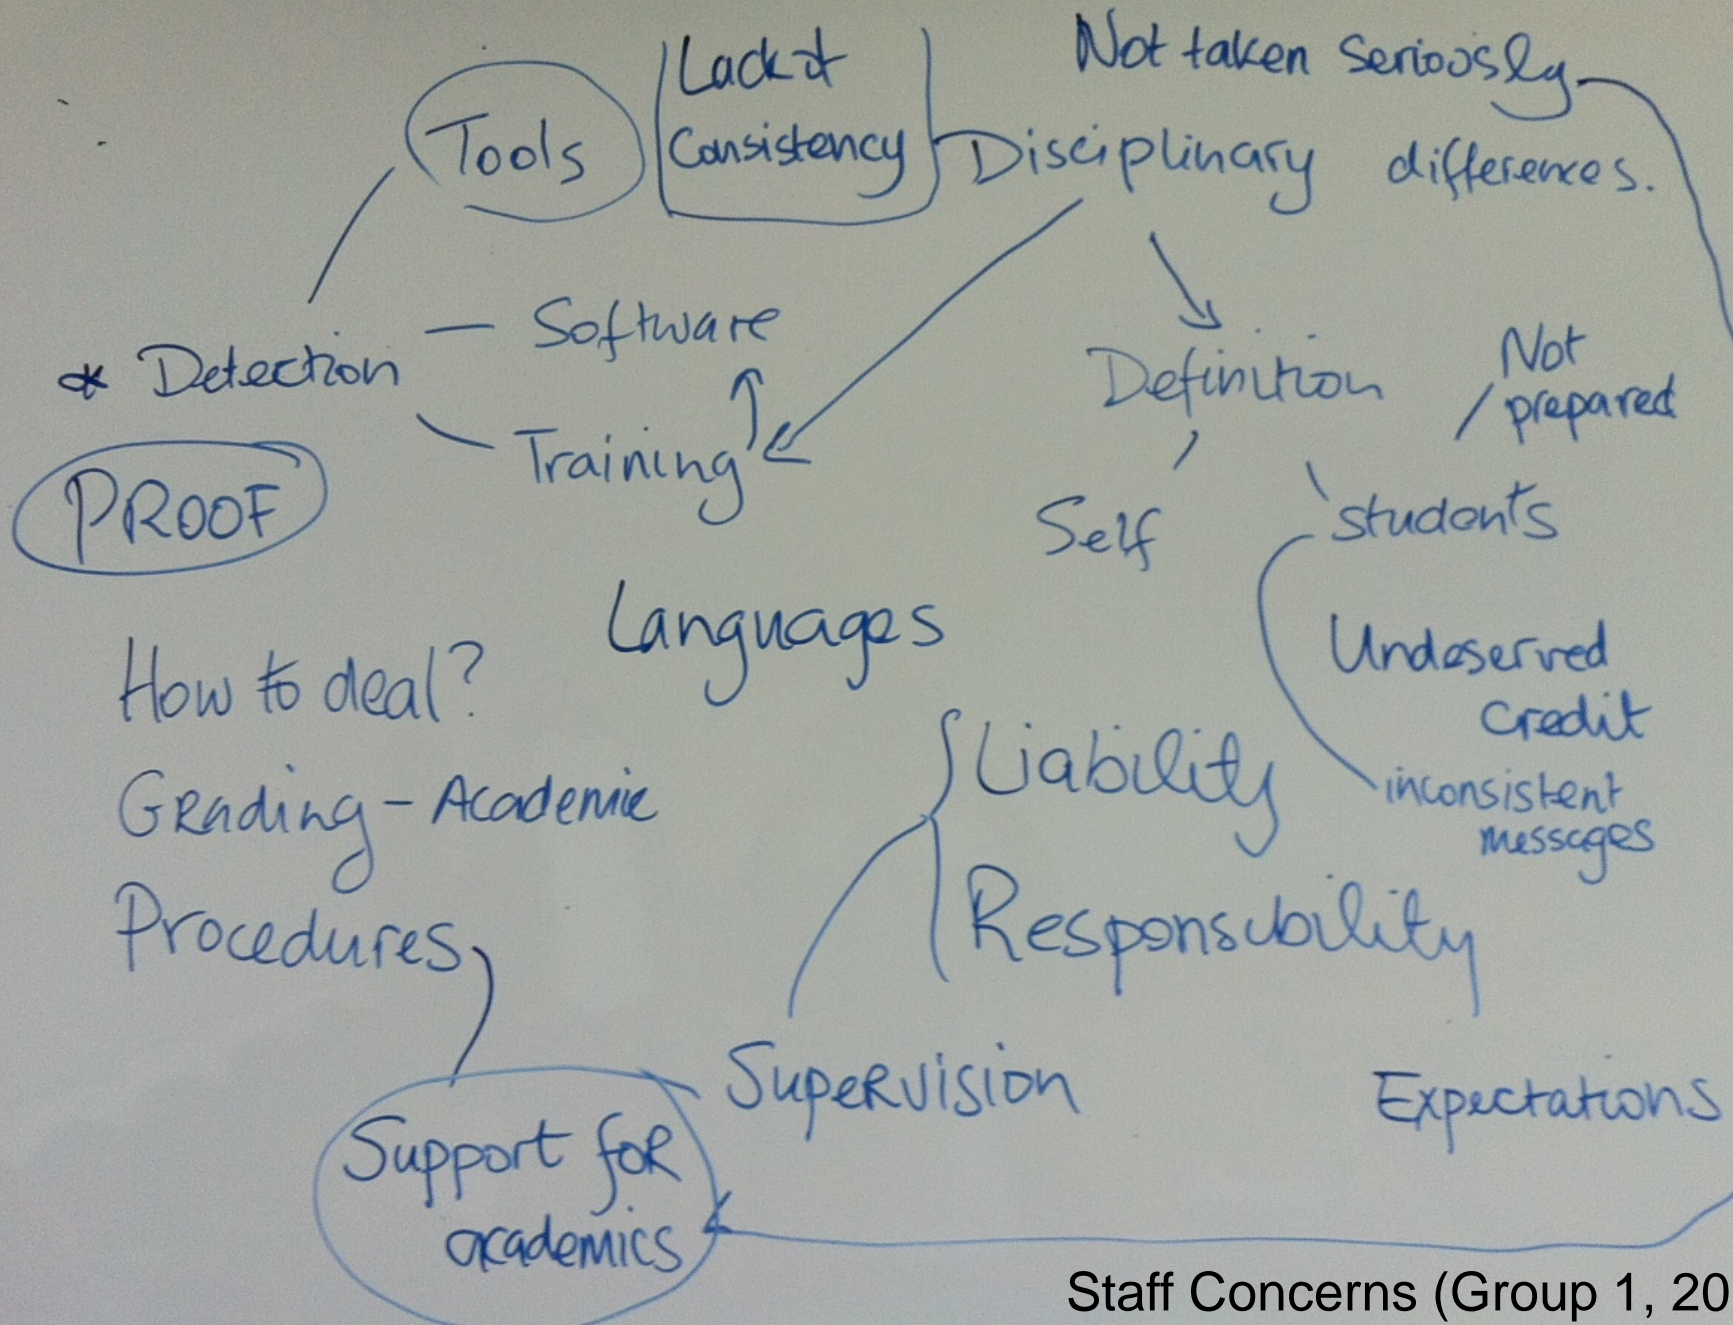 Not taken seriously
Lack of
Consistency
Tools
Disciplinary differences.
Software
* Detection
Training
Definition
Not
prepared
PROOF
Self
students
Languages
Undeserved
credit
How to deal?
Liability
inconsistent
messages
Grading - Academic
Responsibility
Procedures
Supervision
Expectations
Support for
academics
Staff Concerns (Group 1, 20